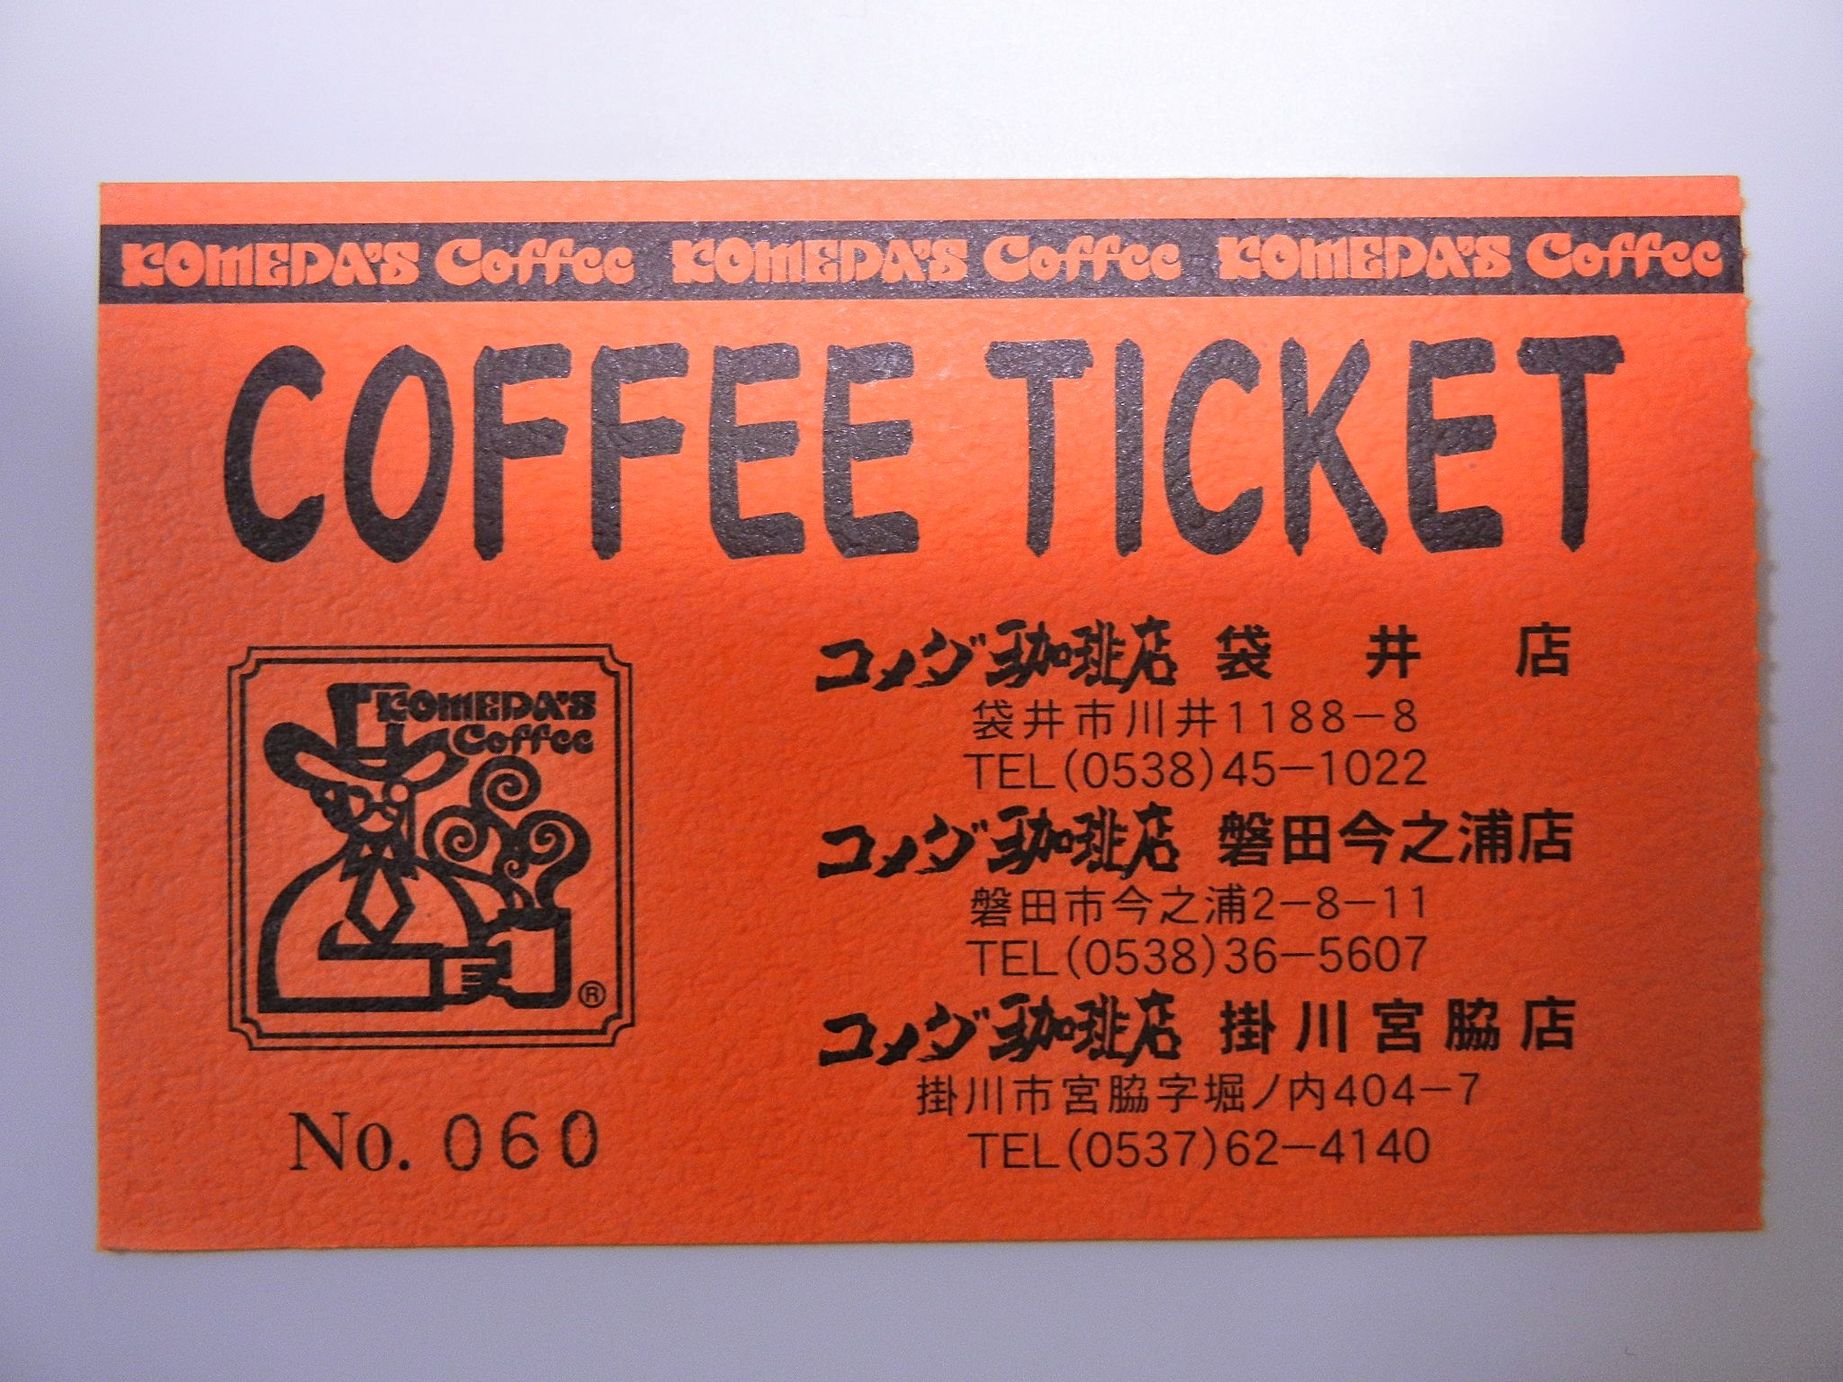 KOMEDA'S Coffee KOMEDA'S Coffee KOMEDA'S Coffee
COFFEE TICKET
KOMEDA'S
Coffee
®
No. 060
コメダ珈琲店 袋井店
袋井市川井1188-8
TEL(0538)45-1022
コメダ珈琲店 磐田今之浦店
磐田市今之浦2-8-11
TEL(0538)36-5607
コメダ珈琲店 掛川宮脇店
掛川市宮脇字堀ノ内404-7
TEL(0537)62-4140